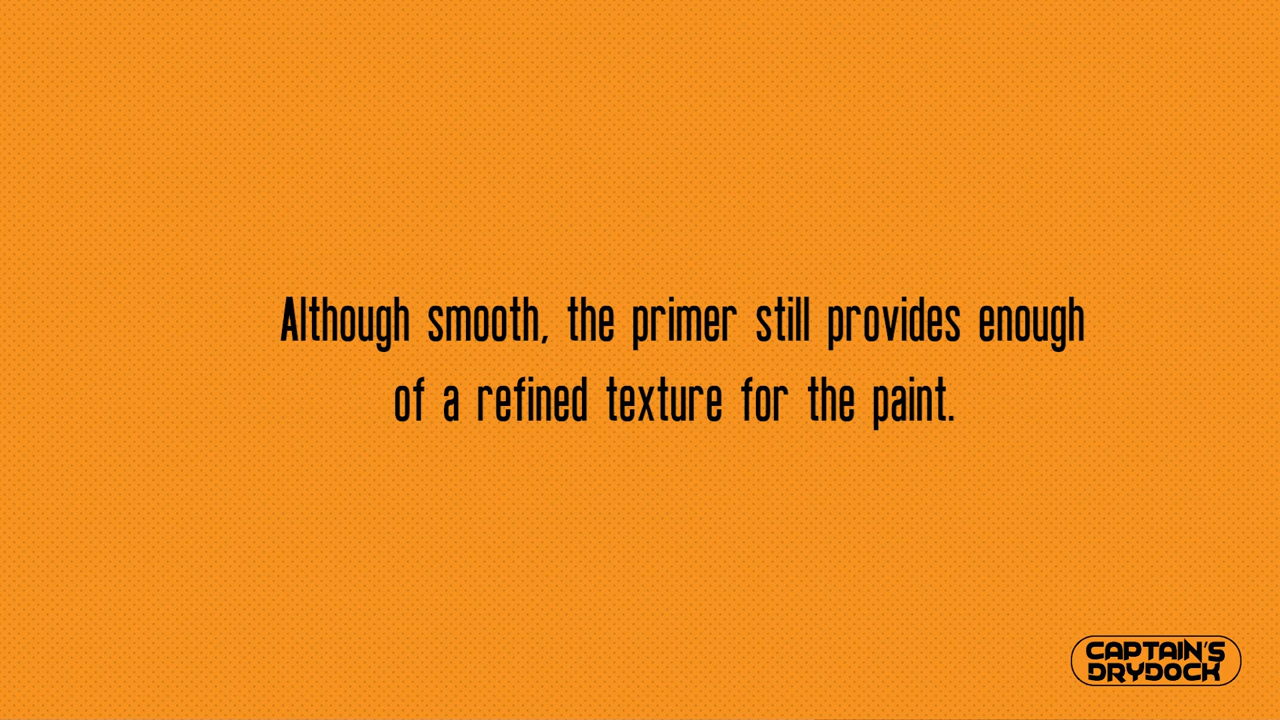 Although smooth, the primer still provides enough
of a refined texture for the paint.
CAPTAIN'S
DRYDOCK